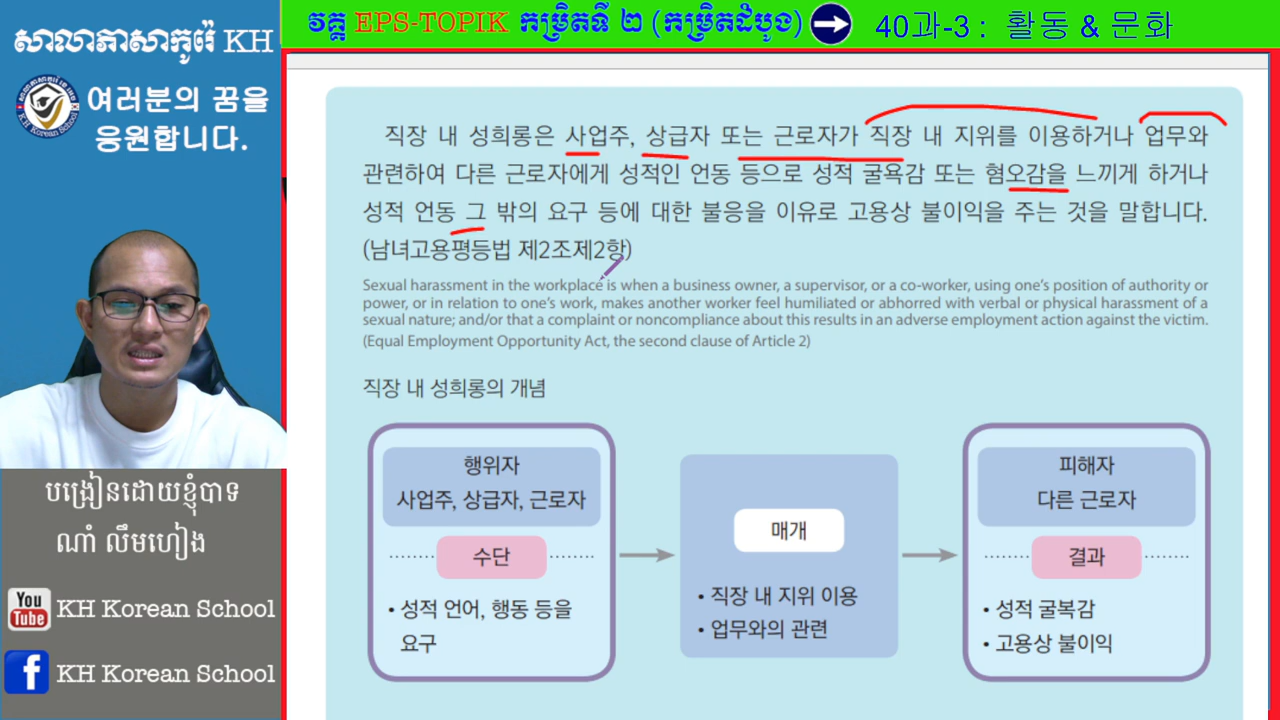 សាលាភាសាកូរ៉េ KH
여러분의 꿈을
응원합니다.
វគ្គ EPS-TOPIK កម្រិតទី ២ (កម្រិតដំបូង)
40과-3 : 활동 & 문화
직장 내 성희롱은 사업주, 상급자 또는 근로자가 직장 내 지위를 이용하거나 업무와
관련하여 다른 근로자에게 성적인 언동 등으로 성적 굴욕감 또는 혐오감을 느끼게 하거나
성적 언동 그 밖의 요구 등에 대한 불응을 이유로 고용상 불이익을 주는 것을 말합니다.
(남녀고용평등법 제2조제2항)
Sexual harassment in the workplace is when a business owner, a supervisor, or a co-worker, using one's position of authority or
power, or in relation to one's work, makes another worker feel humiliated or abhorred with verbal or physical harassment of a
sexual nature; and/or that a complaint or noncompliance about this results in an adverse employment action against the victim.
(Equal Employment Opportunity Act, the second clause of Article 2)
직장 내 성희롱의 개념
행위자
사업주, 상급자, 근로자
수단
• 성적 언어, 행동 등을
요구
매개
• 직장 내 지위 이용
• 업무와의 관련
피해자
다른 근로자
결과
• 성적 굴복감
• 고용상 불이익
បង្រៀនដោយខ្ញុំបាទ
ណាំ លឹមហៀង
You
Tube
KH Korean School
f
KH Korean School